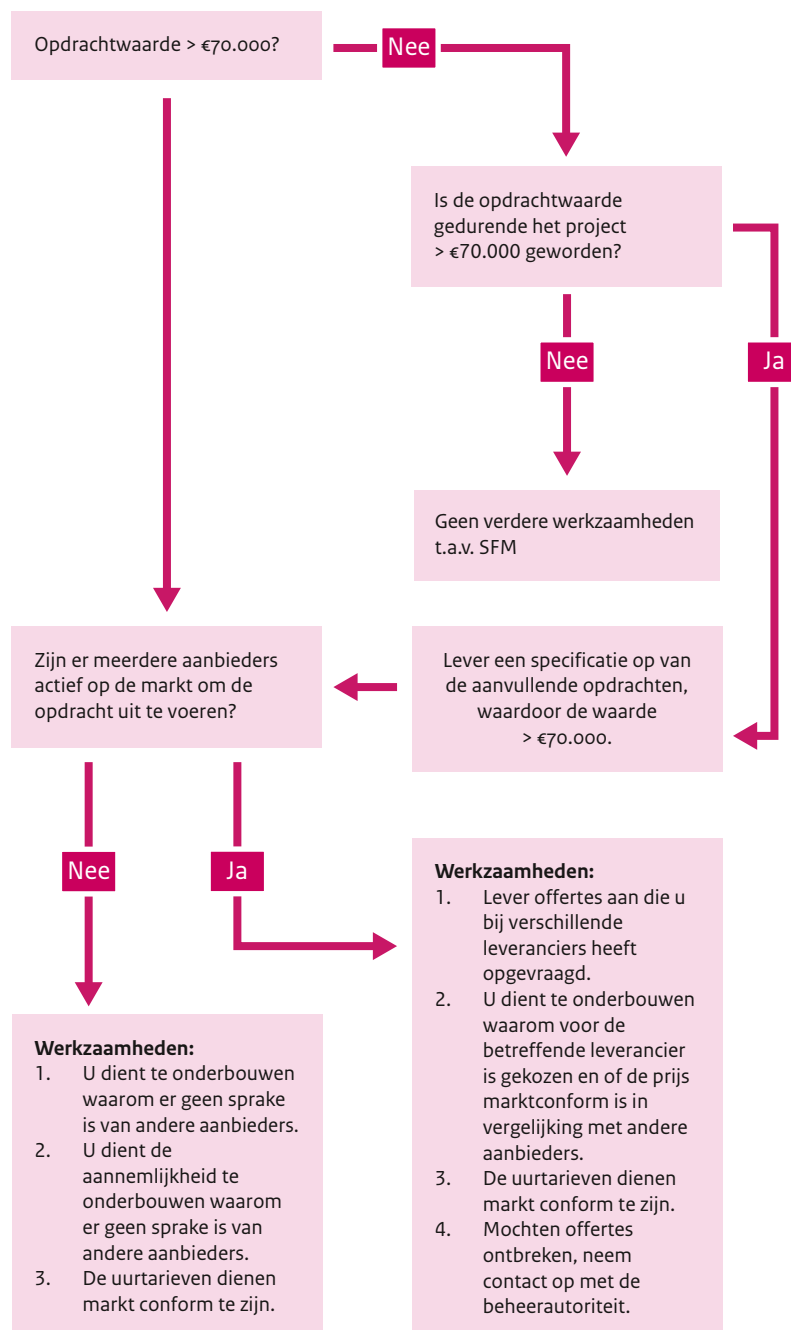 Opdrachtwaarde > €70.000?
Nee
Is de opdrachtwaarde
gedurende het project
> €70.000 geworden?
Nee
Ja
Geen verdere werkzaamheden
t.a.v. SFM
Zijn er meerdere aanbieders
actief op de markt om de
opdracht uit te voeren?
Lever een specificatie op van
de aanvullende opdrachten,
waardoor de waarde
> €70.000.
Nee
Ja
Werkzaamheden:
1. U dient te onderbouwen
waarom er geen sprake
is van andere aanbieders.
2. U dient de
aannemlijkheid te
onderbouwen waarom
er geen sprake is van
andere aanbieders.
3. De uurtarieven dienen
markt conform te zijn.
Werkzaamheden:
1. Lever offertes aan die u
bij verschillende
leveranciers heeft
opgevraagd.
2. U dient te onderbouwen
waarom voor de
betreffende leverancier
is gekozen en of de prijs
marktconform is in
vergelijking met andere
aanbieders.
3. De uurtarieven dienen
markt conform te zijn.
4. Mochten offertes
ontbreken, neem
contact op met de
beheerautoriteit.